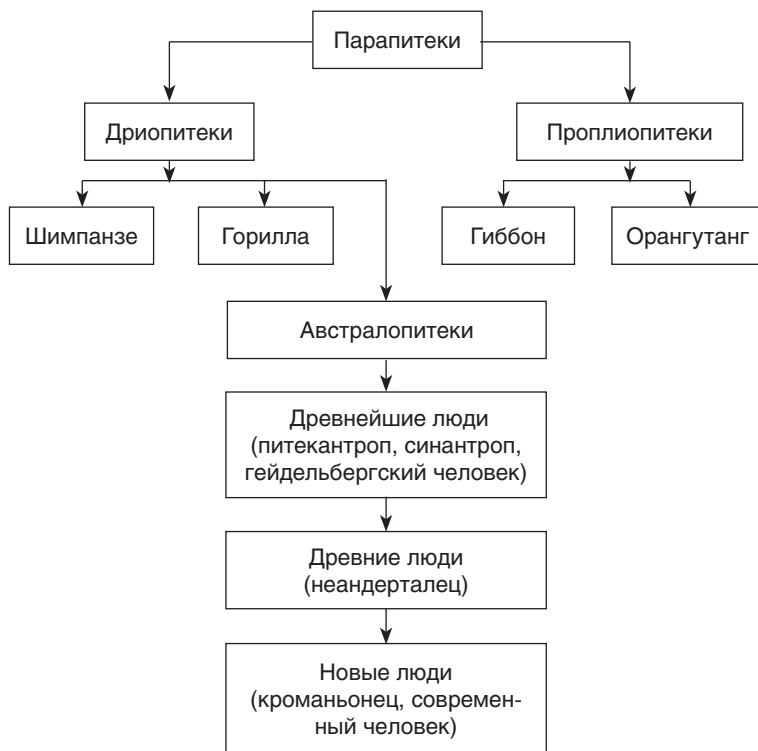 Парапитеки
Дриопитеки
Проплиопитеки
Шимпанзе
Горилла
Гиббон
Орангутанг
Австралопитеки
Древнейшие люди
(питекантроп, синантроп,
гейдельбергский человек)
Древние люди
(неандерталец)
Новые люди
(кроманьонец, современ-
ный человек)